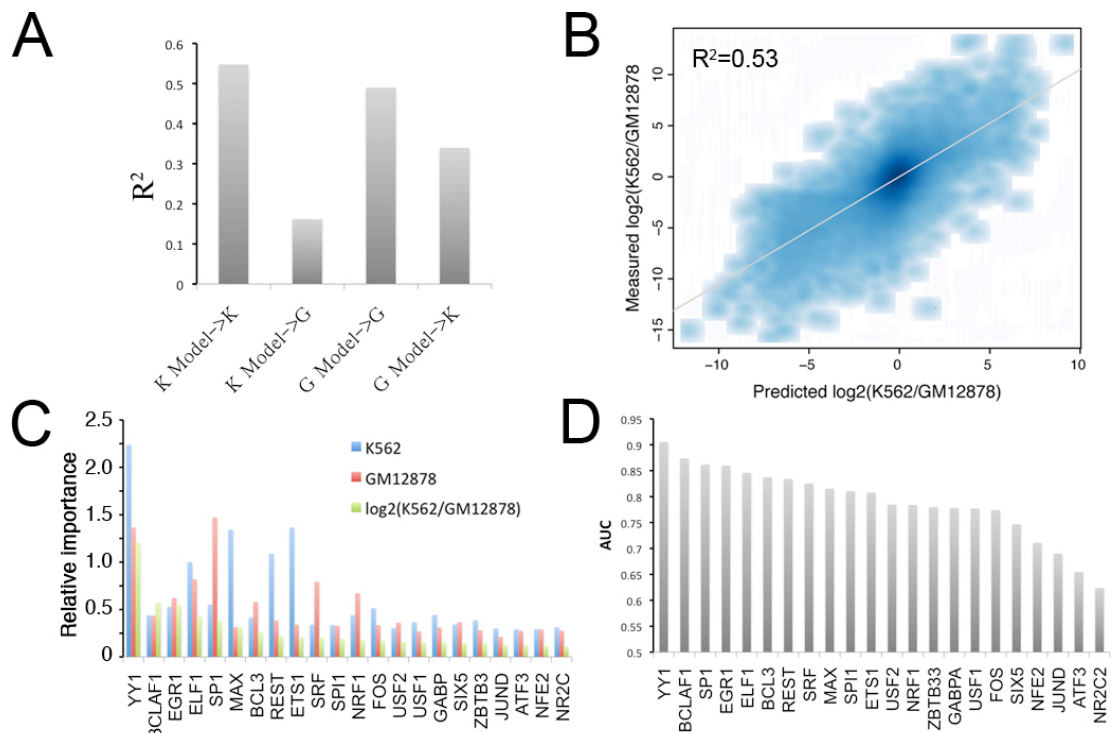 A
0.6
0.5
0.4
0.3
0.2
0.1
0
R²
K Model->K
K Model->G
G Model->G
G Model->K
B
R²=0.53
10
5
0
−5
−10
−15
Measured log2(K562/GM12878
−10
−5
0
5
10
Predicted log2(K562/GM12878)
C
2.5
2.0
1.5
1.0
0.5
0
Relative importance
K562
GM12878
log2(K562/GM12878)
YY1
BCLAF1
EGR1
ELF1
SP1
MAX
BCL3
REST
ETS1
SRF
SPI1
NRF1
FOS
USF2
USF1
GABP
SIX5
ZBTB3
JUND
ATF3
NFE2
NR2C
D
0.95
0.9
0.85
0.8
0.75
0.7
0.65
0.6
0.55
0.5
AUC
YY1
BCLAF1
SP1
EGR1
ELF1
BCL3
REST
SRF
MAX
SPI1
ETS1
USF2
NRF1
ZBTB33
GABPA
USF1
FOS
SIX5
NFE2
JUND
ATF3
NR2C2